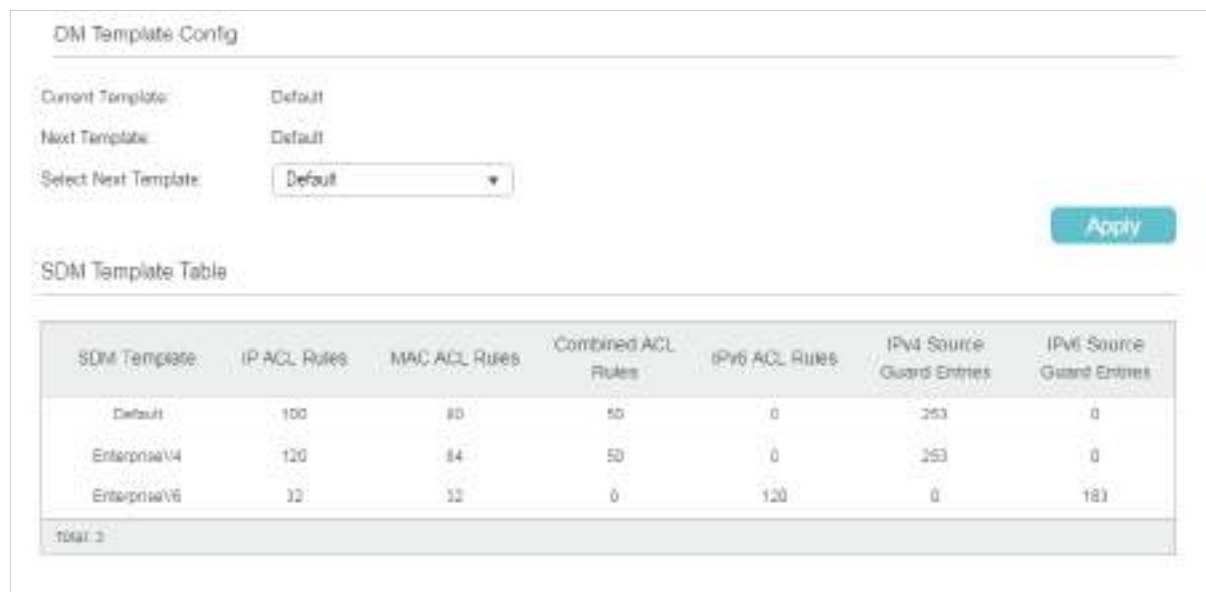 DM Template Config
Current Template: Default
Next Template: Default
Select Next Template: Default
Apply
SDM Template Table
SDM Template IP ACL Rules MAC ACL Rules Combined ACL Rules IPv6 ACL Rules IPv4 Source Guard Entries IPv6 Source Guard Entries
Default 100 50 0 253 0
EnterpriseV4 120 50 0 253 0
EnterpriseV6 32 32 0 120 0 183
Total: 3